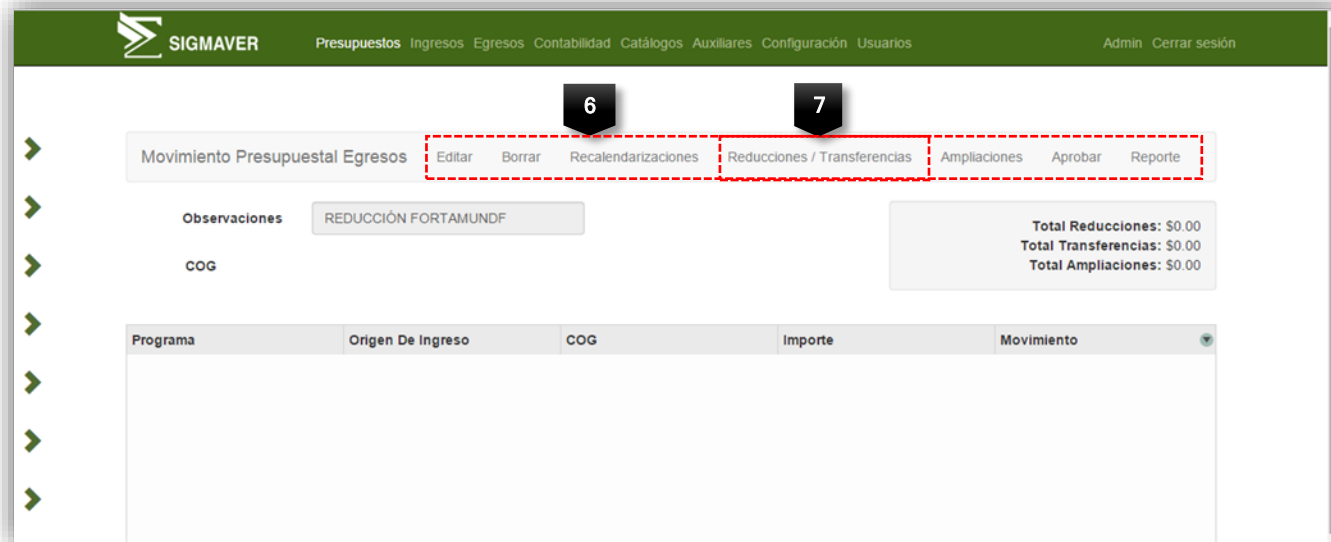 SIGMAVER Presupuestos Ingresos Egresos Contabilidad Catálogos Auxiliares Configuración Usuarios Admin Cerrar sesión
6 7
Movimiento Presupuestal Egresos Editar Borrar Recalendarizaciones Reducciones / Transferencias Ampliaciones Aprobar Reporte
Observaciones REDUCCIÓN FORTAMUNDF
COG
Total Reducciones: $0.00
Total Transferencias: $0.00
Total Ampliaciones: $0.00
Programa Origen De Ingreso COG Importe Movimiento